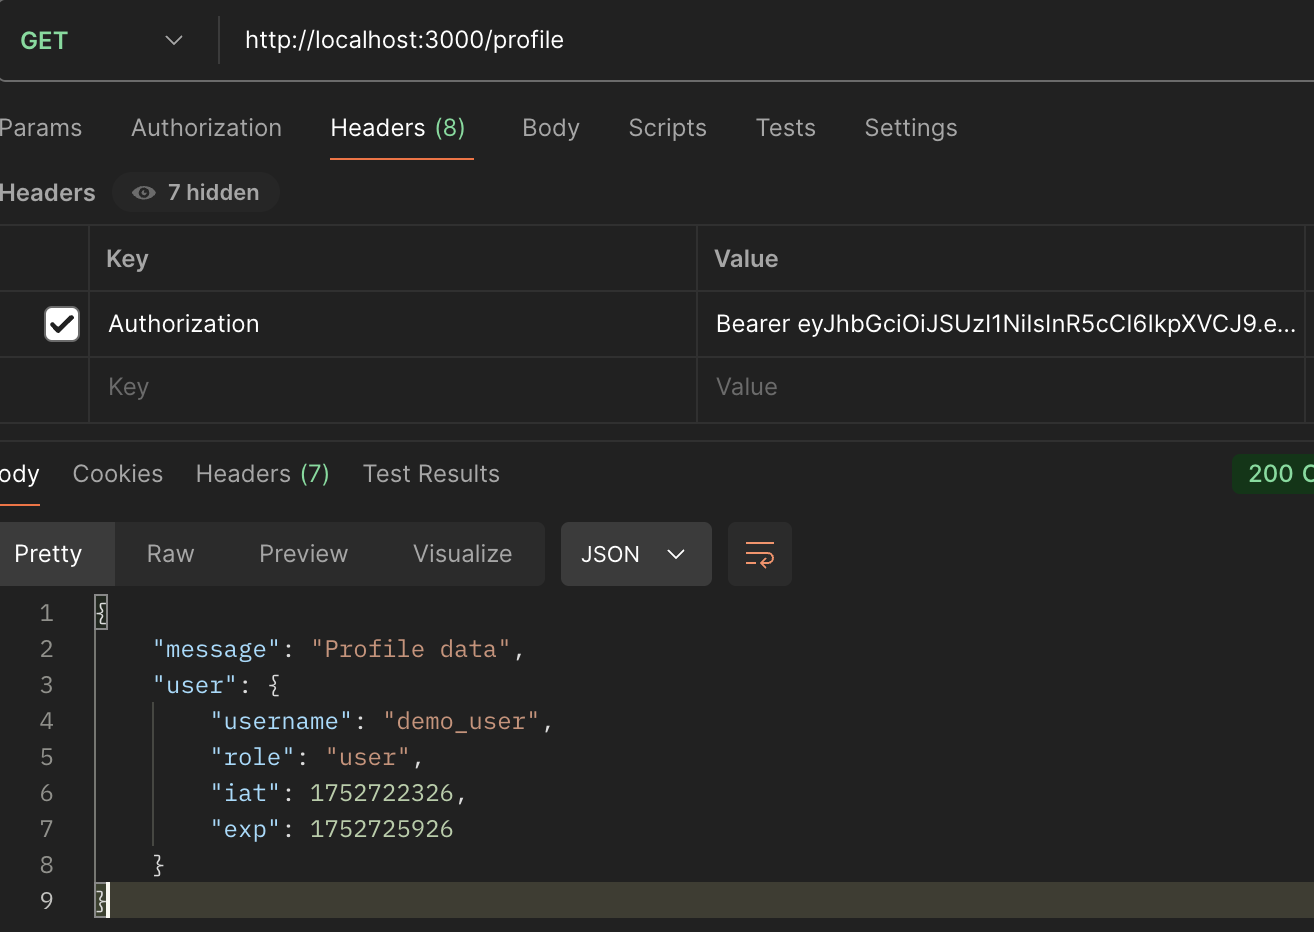 GET http://localhost:3000/profile
Params Authorization Headers (8) Body Scripts Tests Settings
Headers 7 hidden
Key Value
Authorization Bearer eyJhbGciOiJSUzI1NiIsInR5cCI6IkpXVCJ9.e...
Key Value
ody Cookies Headers (7) Test Results 200 O
Pretty Raw Preview Visualize JSON
1 {
2 "message": "Profile data",
3 "user": {
4 "username": "demo_user",
5 "role": "user",
6 "iat": 1752722326,
7 "exp": 1752725926
8 }
9 }